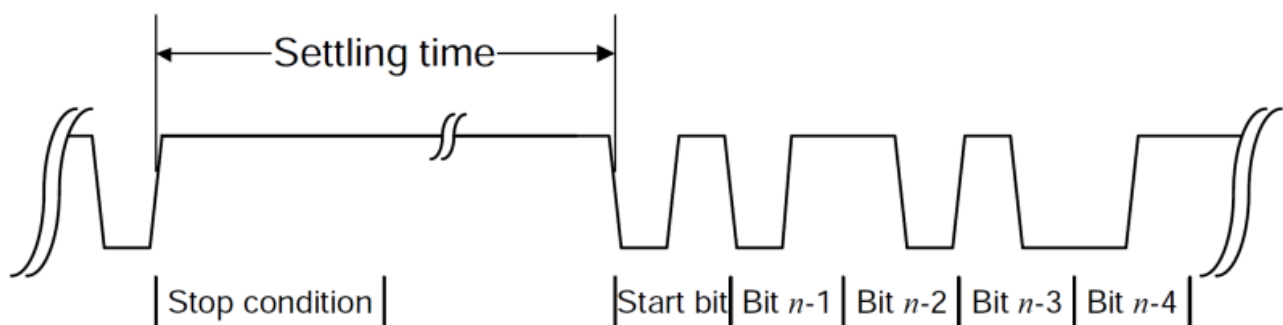 Settling time
Stop condition
Start bit
Bit n-1
Bit n-2
Bit n-3
Bit n-4